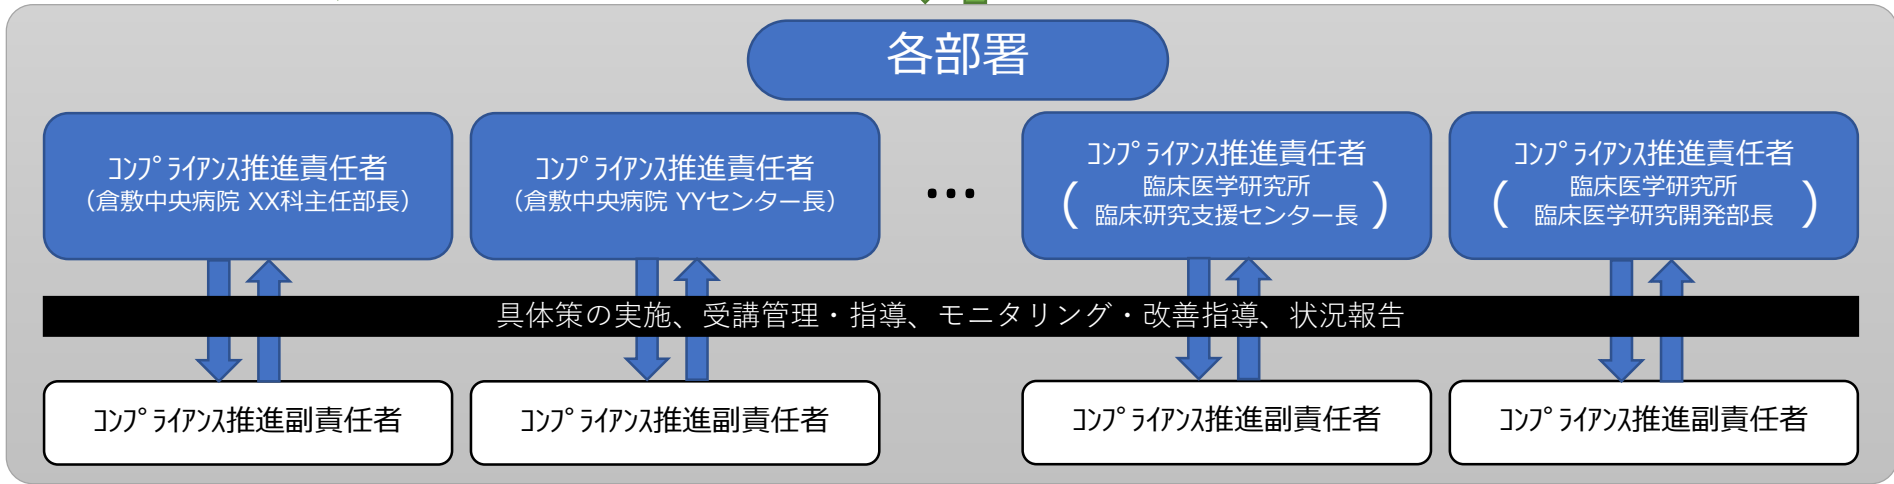 各部署
ｺﾝﾌﾟﾗｲｱﾝｽ推進責任者
（倉敷中央病院 XX科主任部長）
ｺﾝﾌﾟﾗｲｱﾝｽ推進責任者
（倉敷中央病院 YYセンター長）
…
ｺﾝﾌﾟﾗｲｱﾝｽ推進責任者
（臨床医学研究所
臨床研究支援センター長）
ｺﾝﾌﾟﾗｲｱﾝｽ推進責任者
（臨床医学研究所
臨床医学研究開発部長）
具体策の実施、受講管理・指導、モニタリング・改善指導、状況報告
ｺﾝﾌﾟﾗｲｱﾝｽ推進副責任者
ｺﾝﾌﾟﾗｲｱﾝｽ推進副責任者
ｺﾝﾌﾟﾗｲｱﾝｽ推進副責任者
ｺﾝﾌﾟﾗｲｱﾝｽ推進副責任者